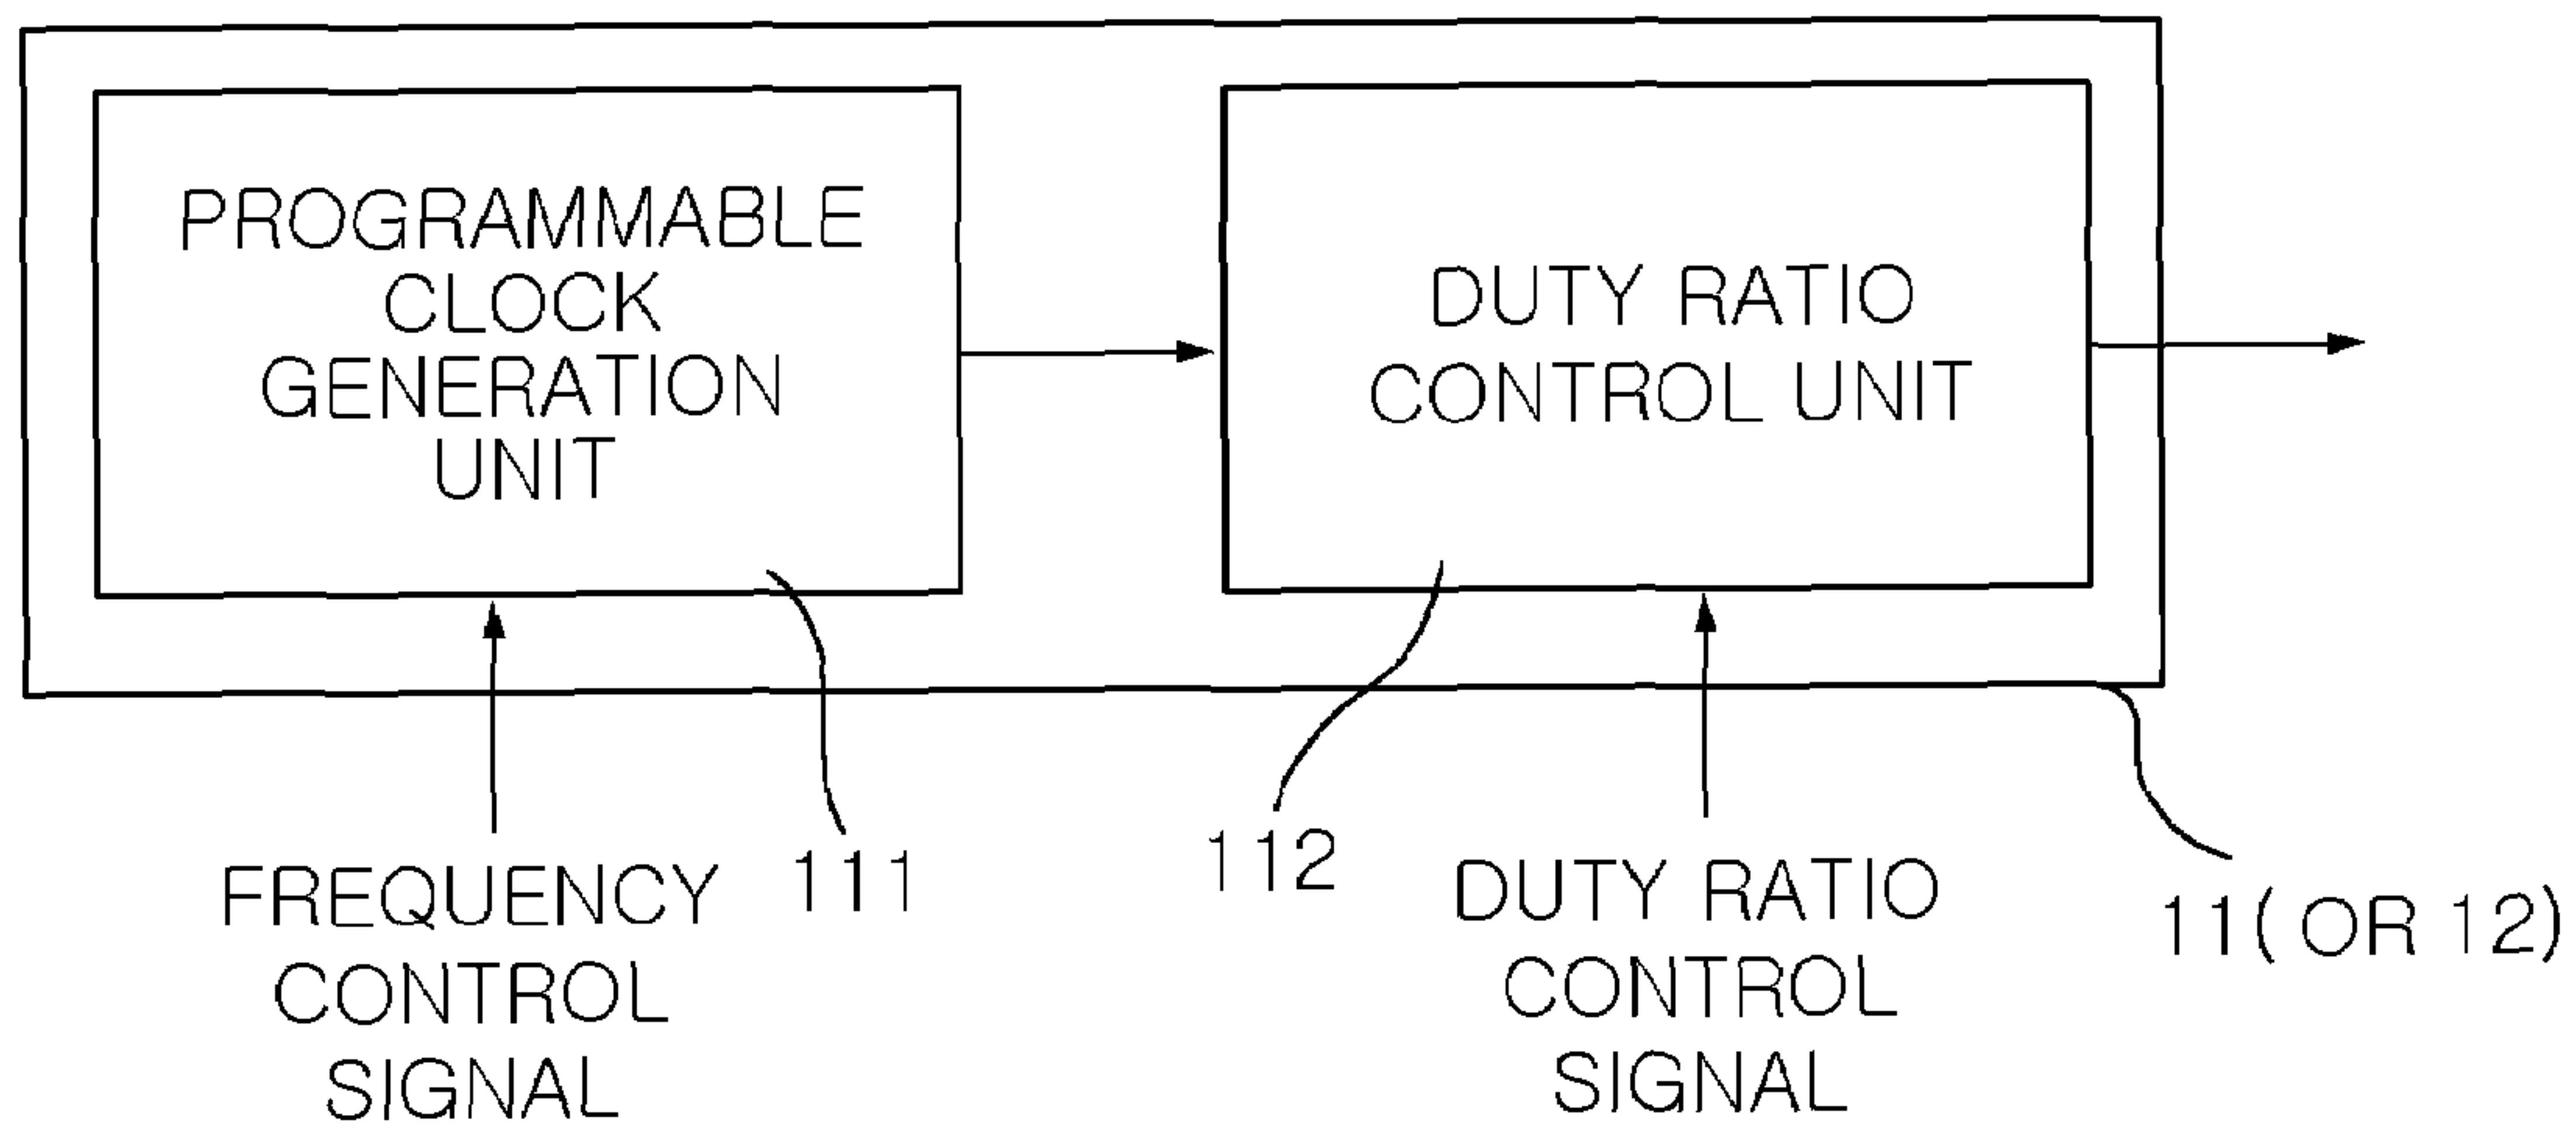 PROGRAMMABLE
CLOCK
GENERATION
UNIT
DUTY RATIO
CONTROL UNIT
FREQUENCY
CONTROL
SIGNAL
111
112
DUTY RATIO
CONTROL
SIGNAL
11( OR 12)